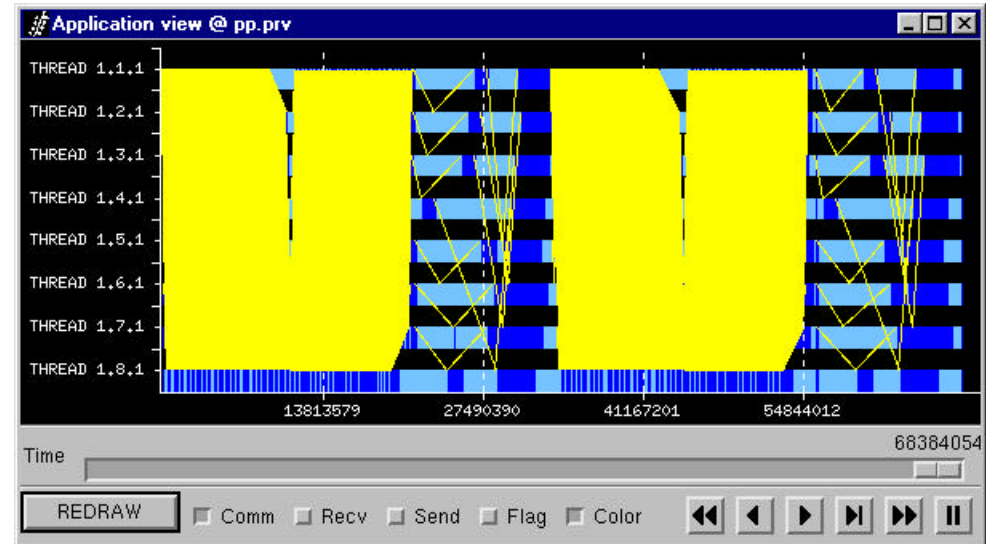 Application view @ pp.prv
THREAD 1.1.1
THREAD 1.2.1
THREAD 1.3.1
THREAD 1.4.1
THREAD 1.5.1
THREAD 1.6.1
THREAD 1.7.1
THREAD 1.8.1
13813579 27490390 41167201 54844012
68384054
Time
REDRAW Comm Recv Send Flag Color